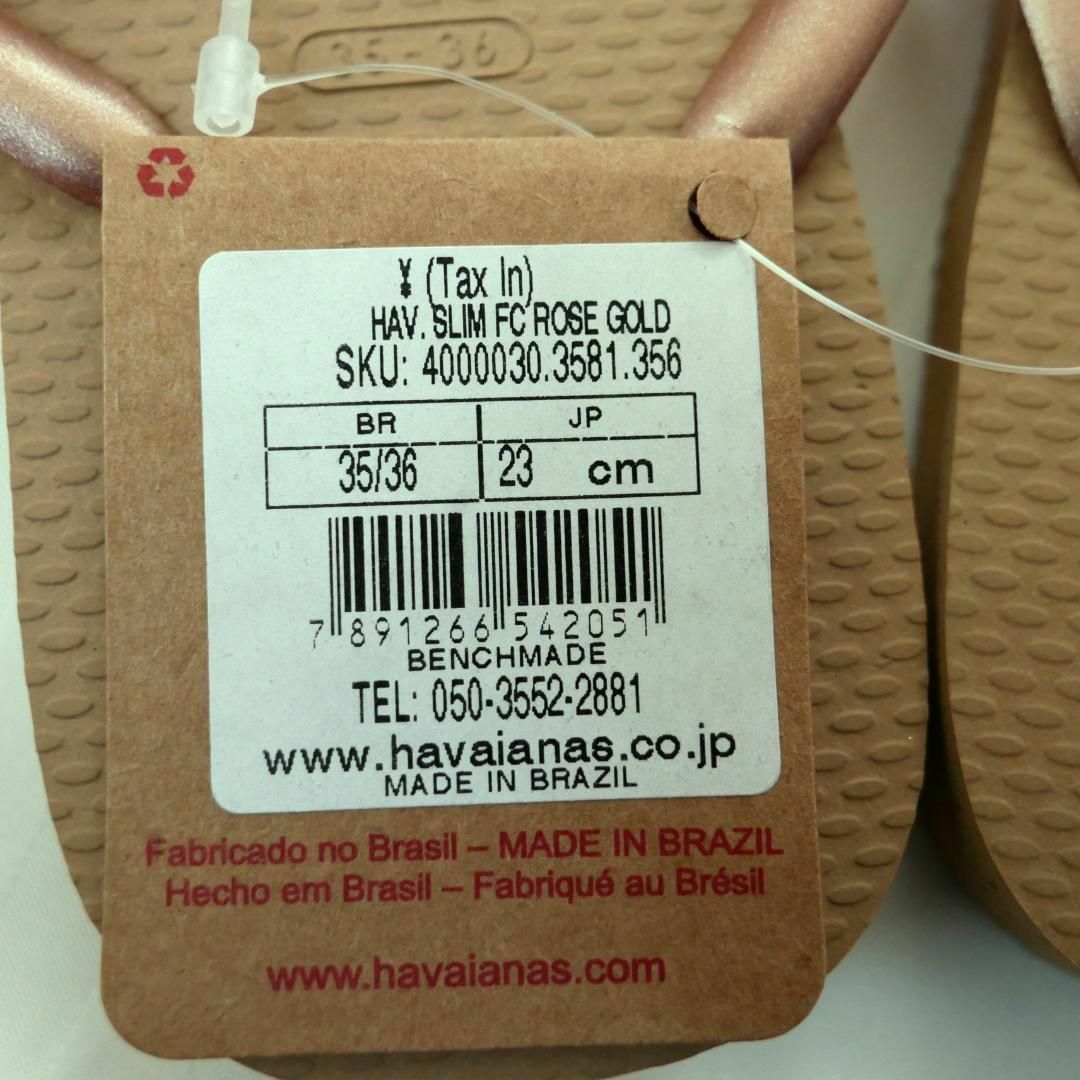 35-36
¥ (Tax In)
HAV. SLIM FC ROSE GOLD
SKU: 4000030.3581.356
BR JP
35/36 23 cm
7 891266 542051
BENCHMADE
TEL: 050-3552-2881
www.havaianas.co.jp
MADE IN BRAZIL
Fabricado no Brasil – MADE IN BRAZIL
Hecho em Brasil – Fabriqué au Brésil
www.havaianas.com